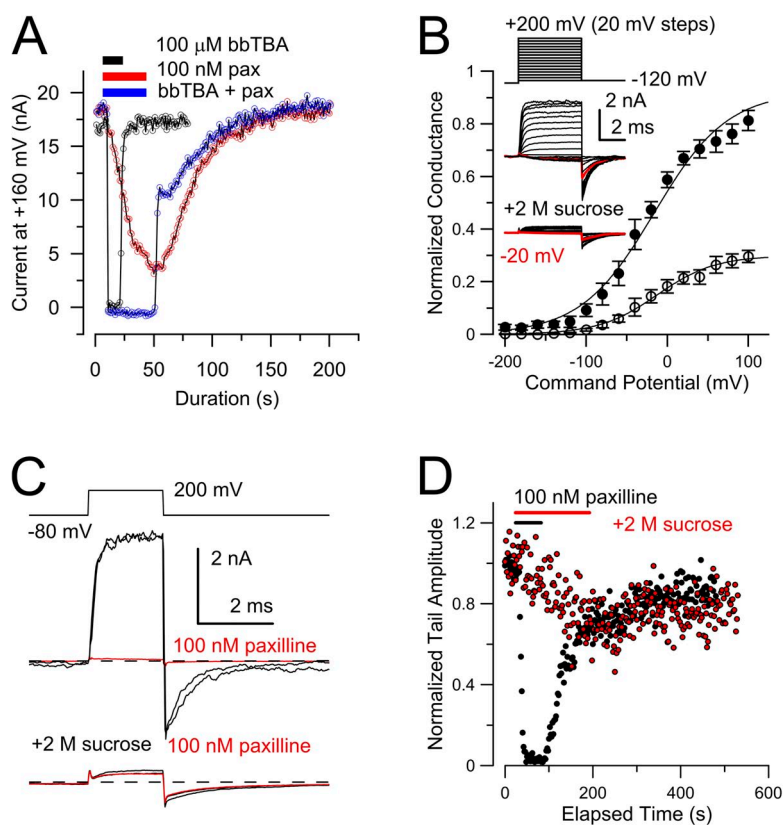 A
100 μM bbTBA
100 nM pax
bbTBA + pax
Current at +160 mV (nA)
20
15
10
5
0
0
50
100
150
200
Duration (s)
B
+200 mV (20 mV steps)
-120 mV
2 nA
2 ms
+2 M sucrose
-20 mV
Normalized Conductance
1
0.8
0.6
0.4
0.2
0
-200
-100
0
100
Command Potential (mV)
C
200 mV
-80 mV
2 nA
2 ms
100 nM paxilline
+2 M sucrose
100 nM paxilline
D
100 nM paxilline
+2 M sucrose
Normalized Tail Amplitude
1.2
0.8
0.4
0
0
200
400
600
Elapsed Time (s)